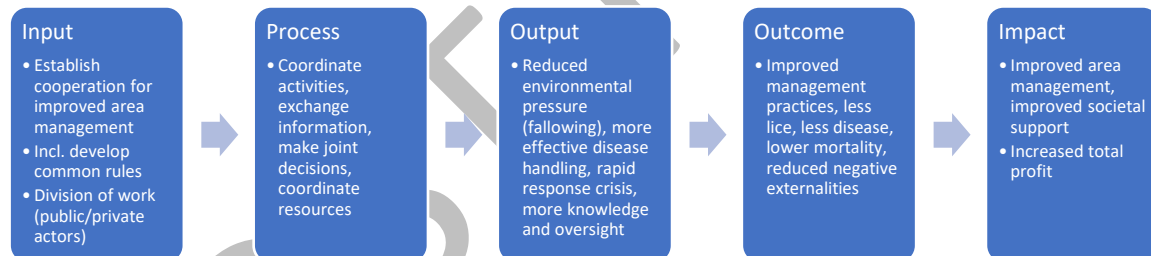 Input
• Establish
cooperation for
improved area
management
• Incl. develop
common rules
• Division of work
(public/private
actors)
Process
• Coordinate
activities,
exchange
information,
make joint
decisions,
coordinate
resources
Output
• Reduced
environmental
pressure
(fallowing), more
effective disease
handling, rapid
response crisis,
more knowledge
and oversight
Outcome
• Improved
management
practices, less
lice, less disease,
lower mortality,
reduced negative
externalities
Impact
• Improved area
management,
improved societal
support
• Increased total
profit